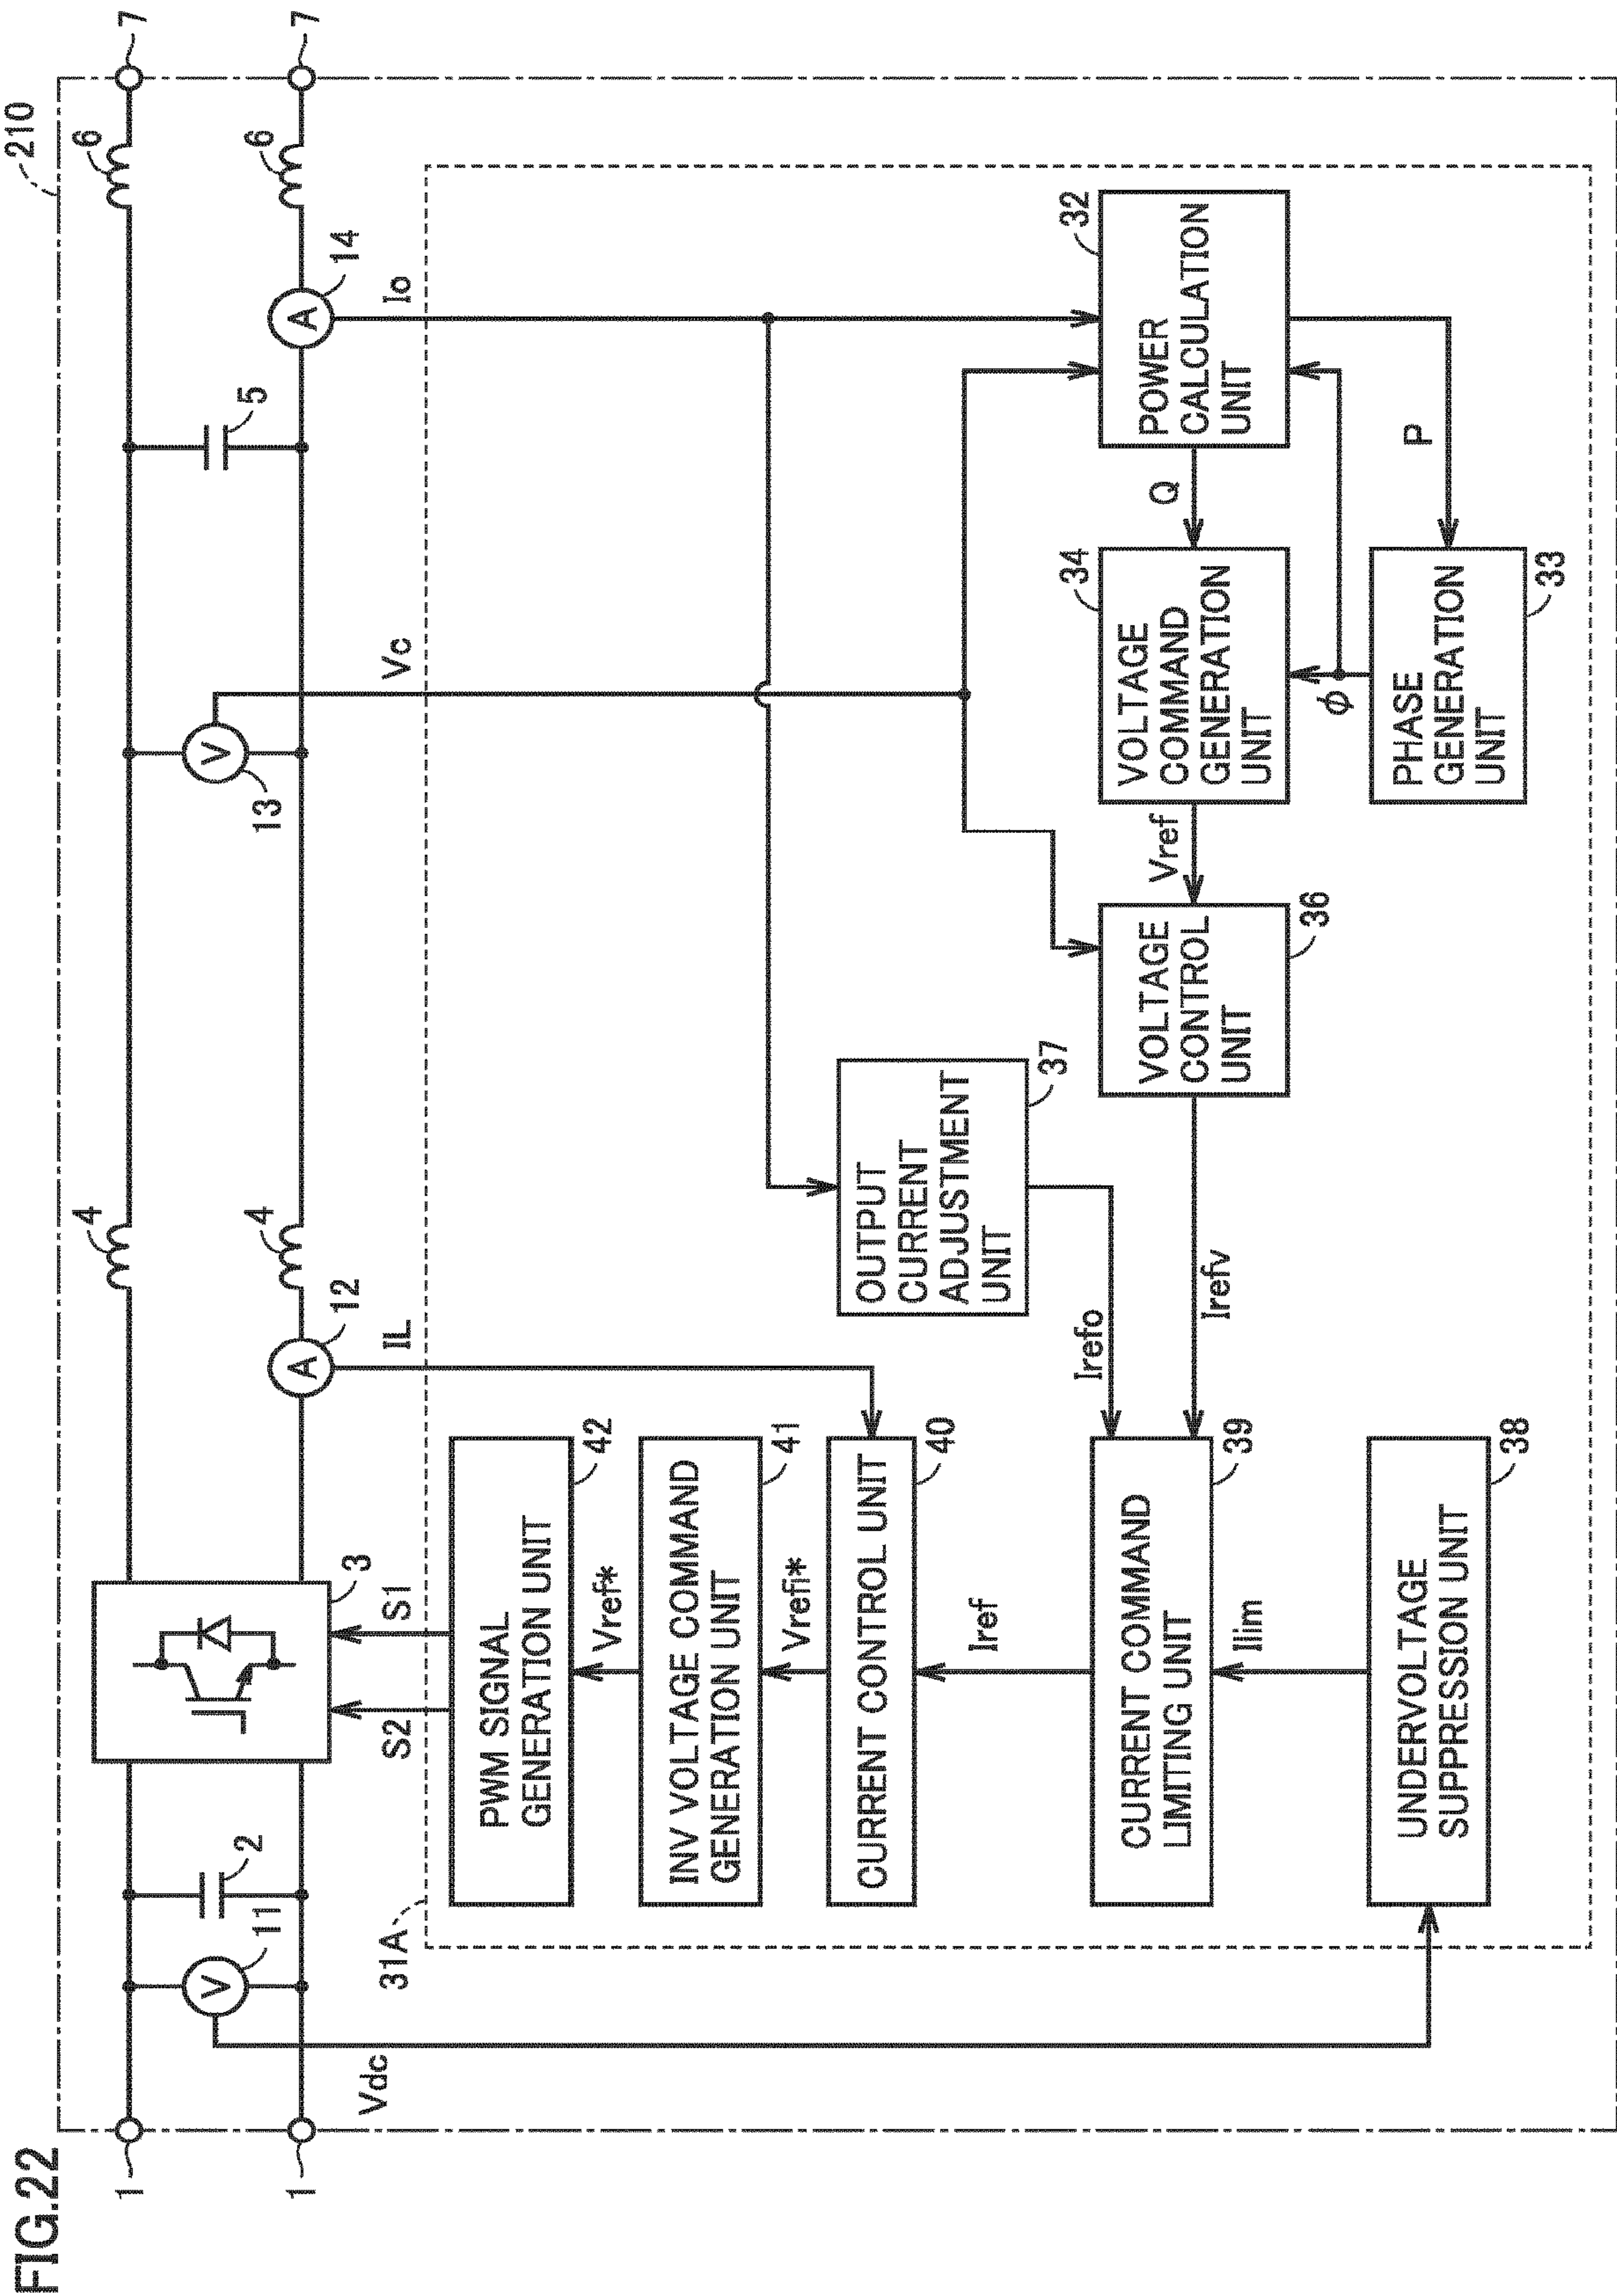 FIG.22
210
1
1
Vdc
11
2
3
S2
S1
12
IL
4
4
13
Vc
5
14
Io
6
6
7
7
31A
PWM SIGNAL
GENERATION UNIT
42
Vref*
INV VOLTAGE COMMAND
GENERATION UNIT
41
Vrefi*
CURRENT CONTROL UNIT
40
Iref
CURRENT COMMAND
LIMITING UNIT
39
Ilim
UNDERVOLTAGE
SUPPRESSION UNIT
38
Irefo
Irefv
OUTPUT
CURRENT
ADJUSTMENT
UNIT
37
VOLTAGE
CONTROL
UNIT
36
Vref
VOLTAGE
COMMAND
GENERATION
UNIT
34
Q
POWER
CALCULATION
UNIT
32
ϕ
P
PHASE
GENERATION
UNIT
33
V
V
A
A